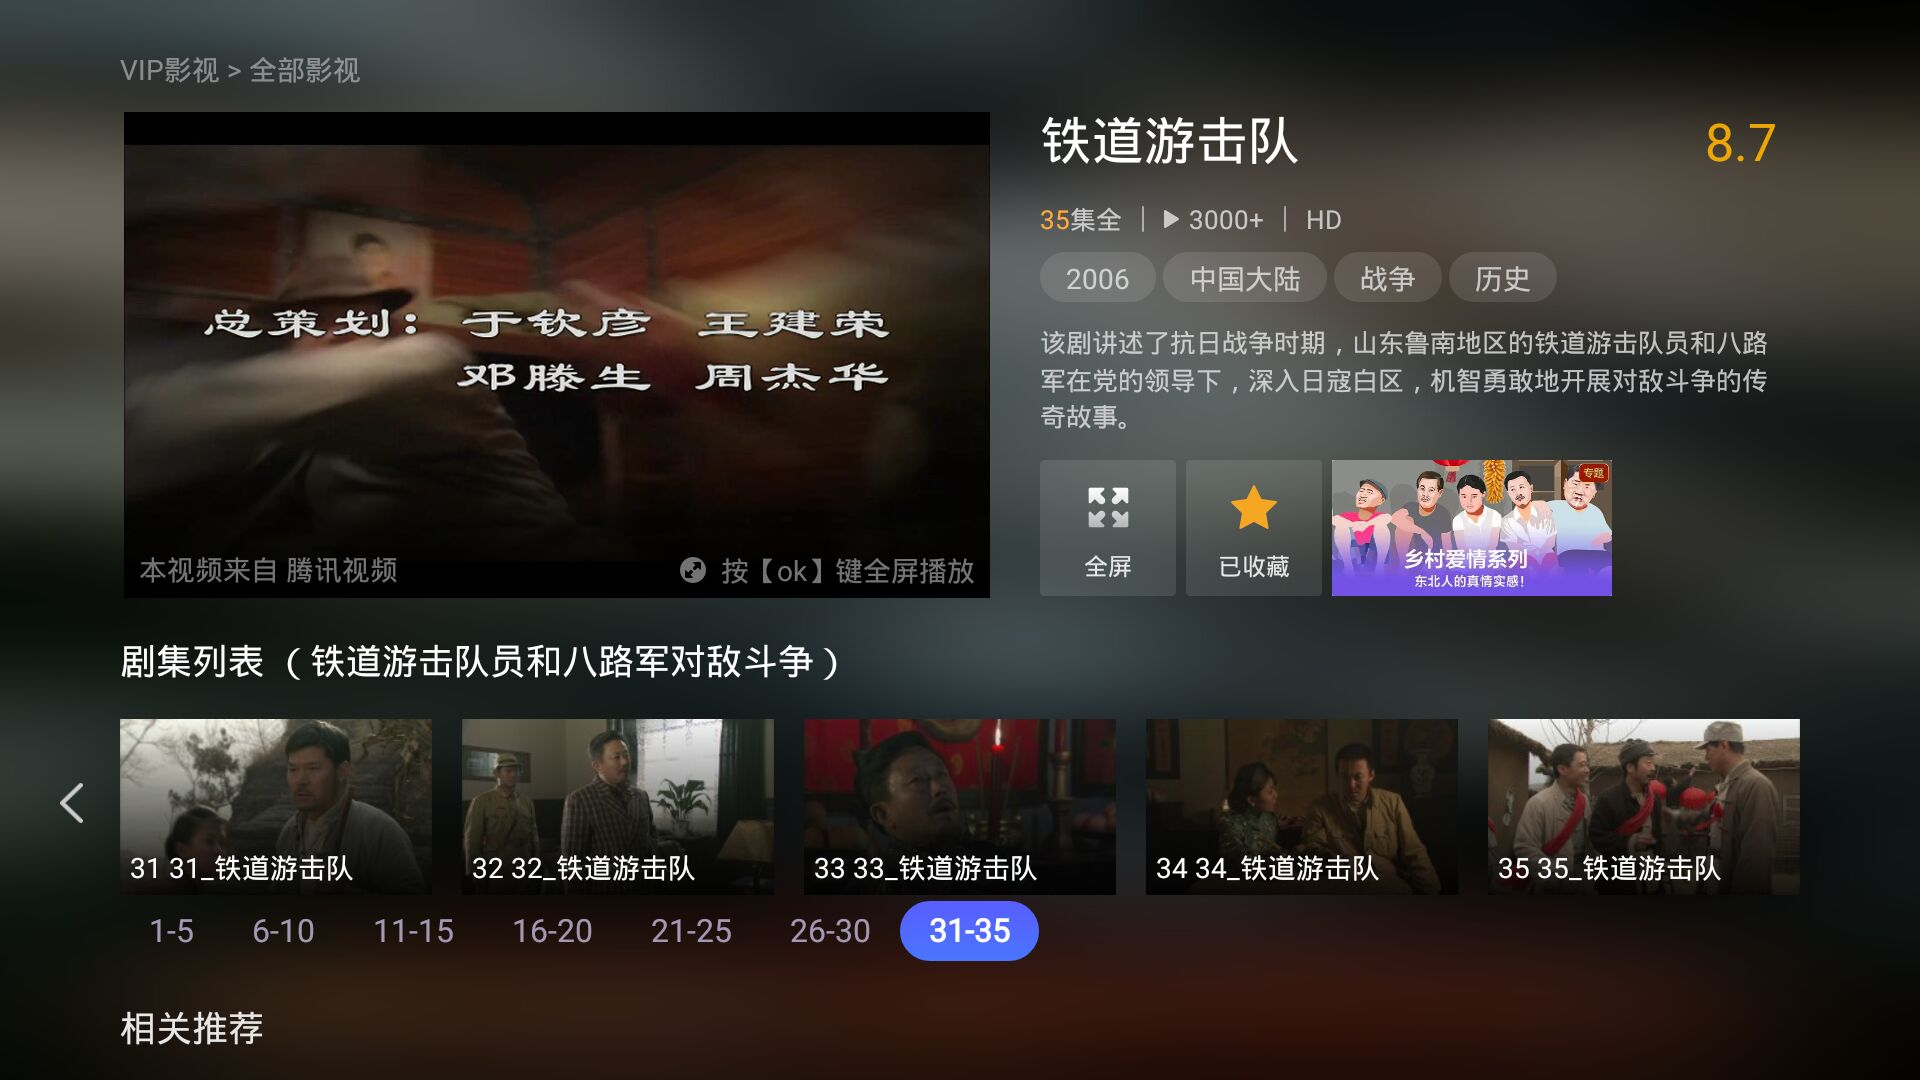 VIP影视 > 全部影视
总策划：于钦彦 王建荣
邓滕生 周杰华
本视频来自 腾讯视频
按【ok】键全屏播放
铁道游击队
8.7
35集全 | 3000+ | HD
2006 中国大陆 战争 历史
该剧讲述了抗日战争时期，山东鲁南地区的铁道游击队员和八路
军在党的领导下，深入日寇白区，机智勇敢地开展对敌斗争的传
奇故事。
全屏
已收藏
专题
乡村爱情系列
东北人的真情实感！
剧集列表 （铁道游击队员和八路军对敌斗争）
31 31_铁道游击队
32 32_铁道游击队
33 33_铁道游击队
34 34_铁道游击队
35 35_铁道游击队
1-5 6-10 11-15 16-20 21-25 26-30 31-35
相关推荐